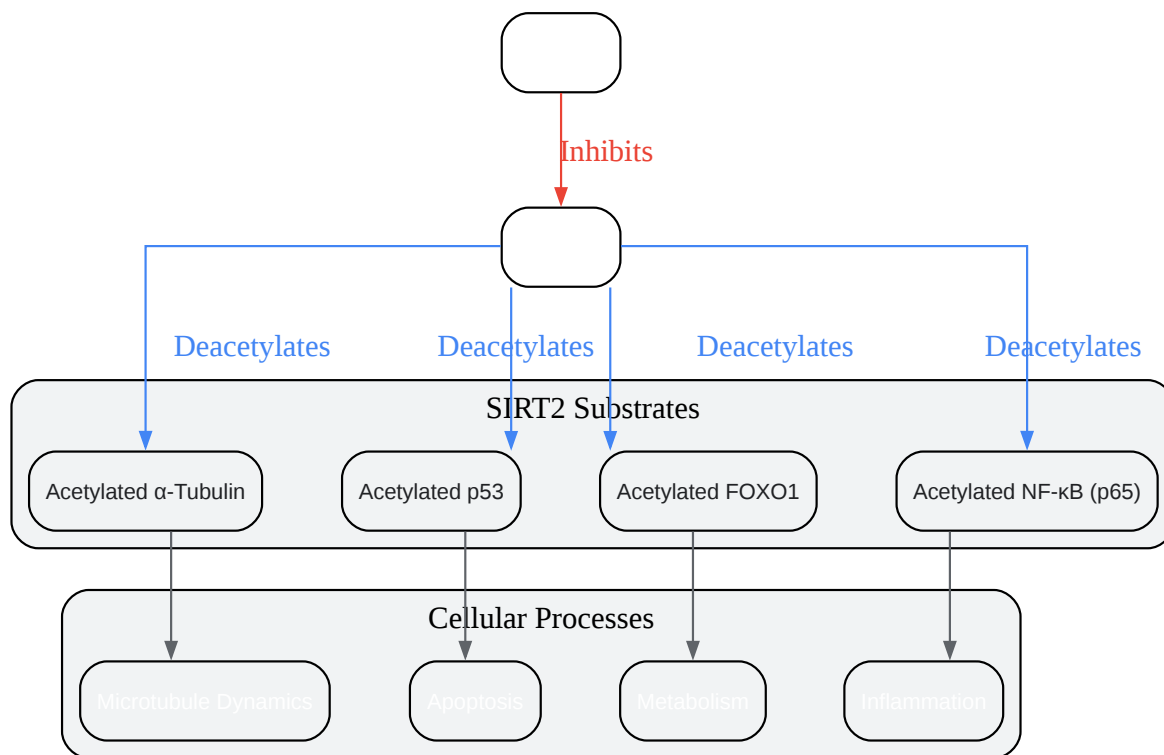 Inhibits
Deacetylates Deacetylates Deacetylates Deacetylates
SIRT2 Substrates
Acetylated α-Tubulin Acetylated p53 Acetylated FOXO1 Acetylated NF-κB (p65)
Cellular Processes
Microtubule Dynamics Apoptosis Metabolism Inflammation